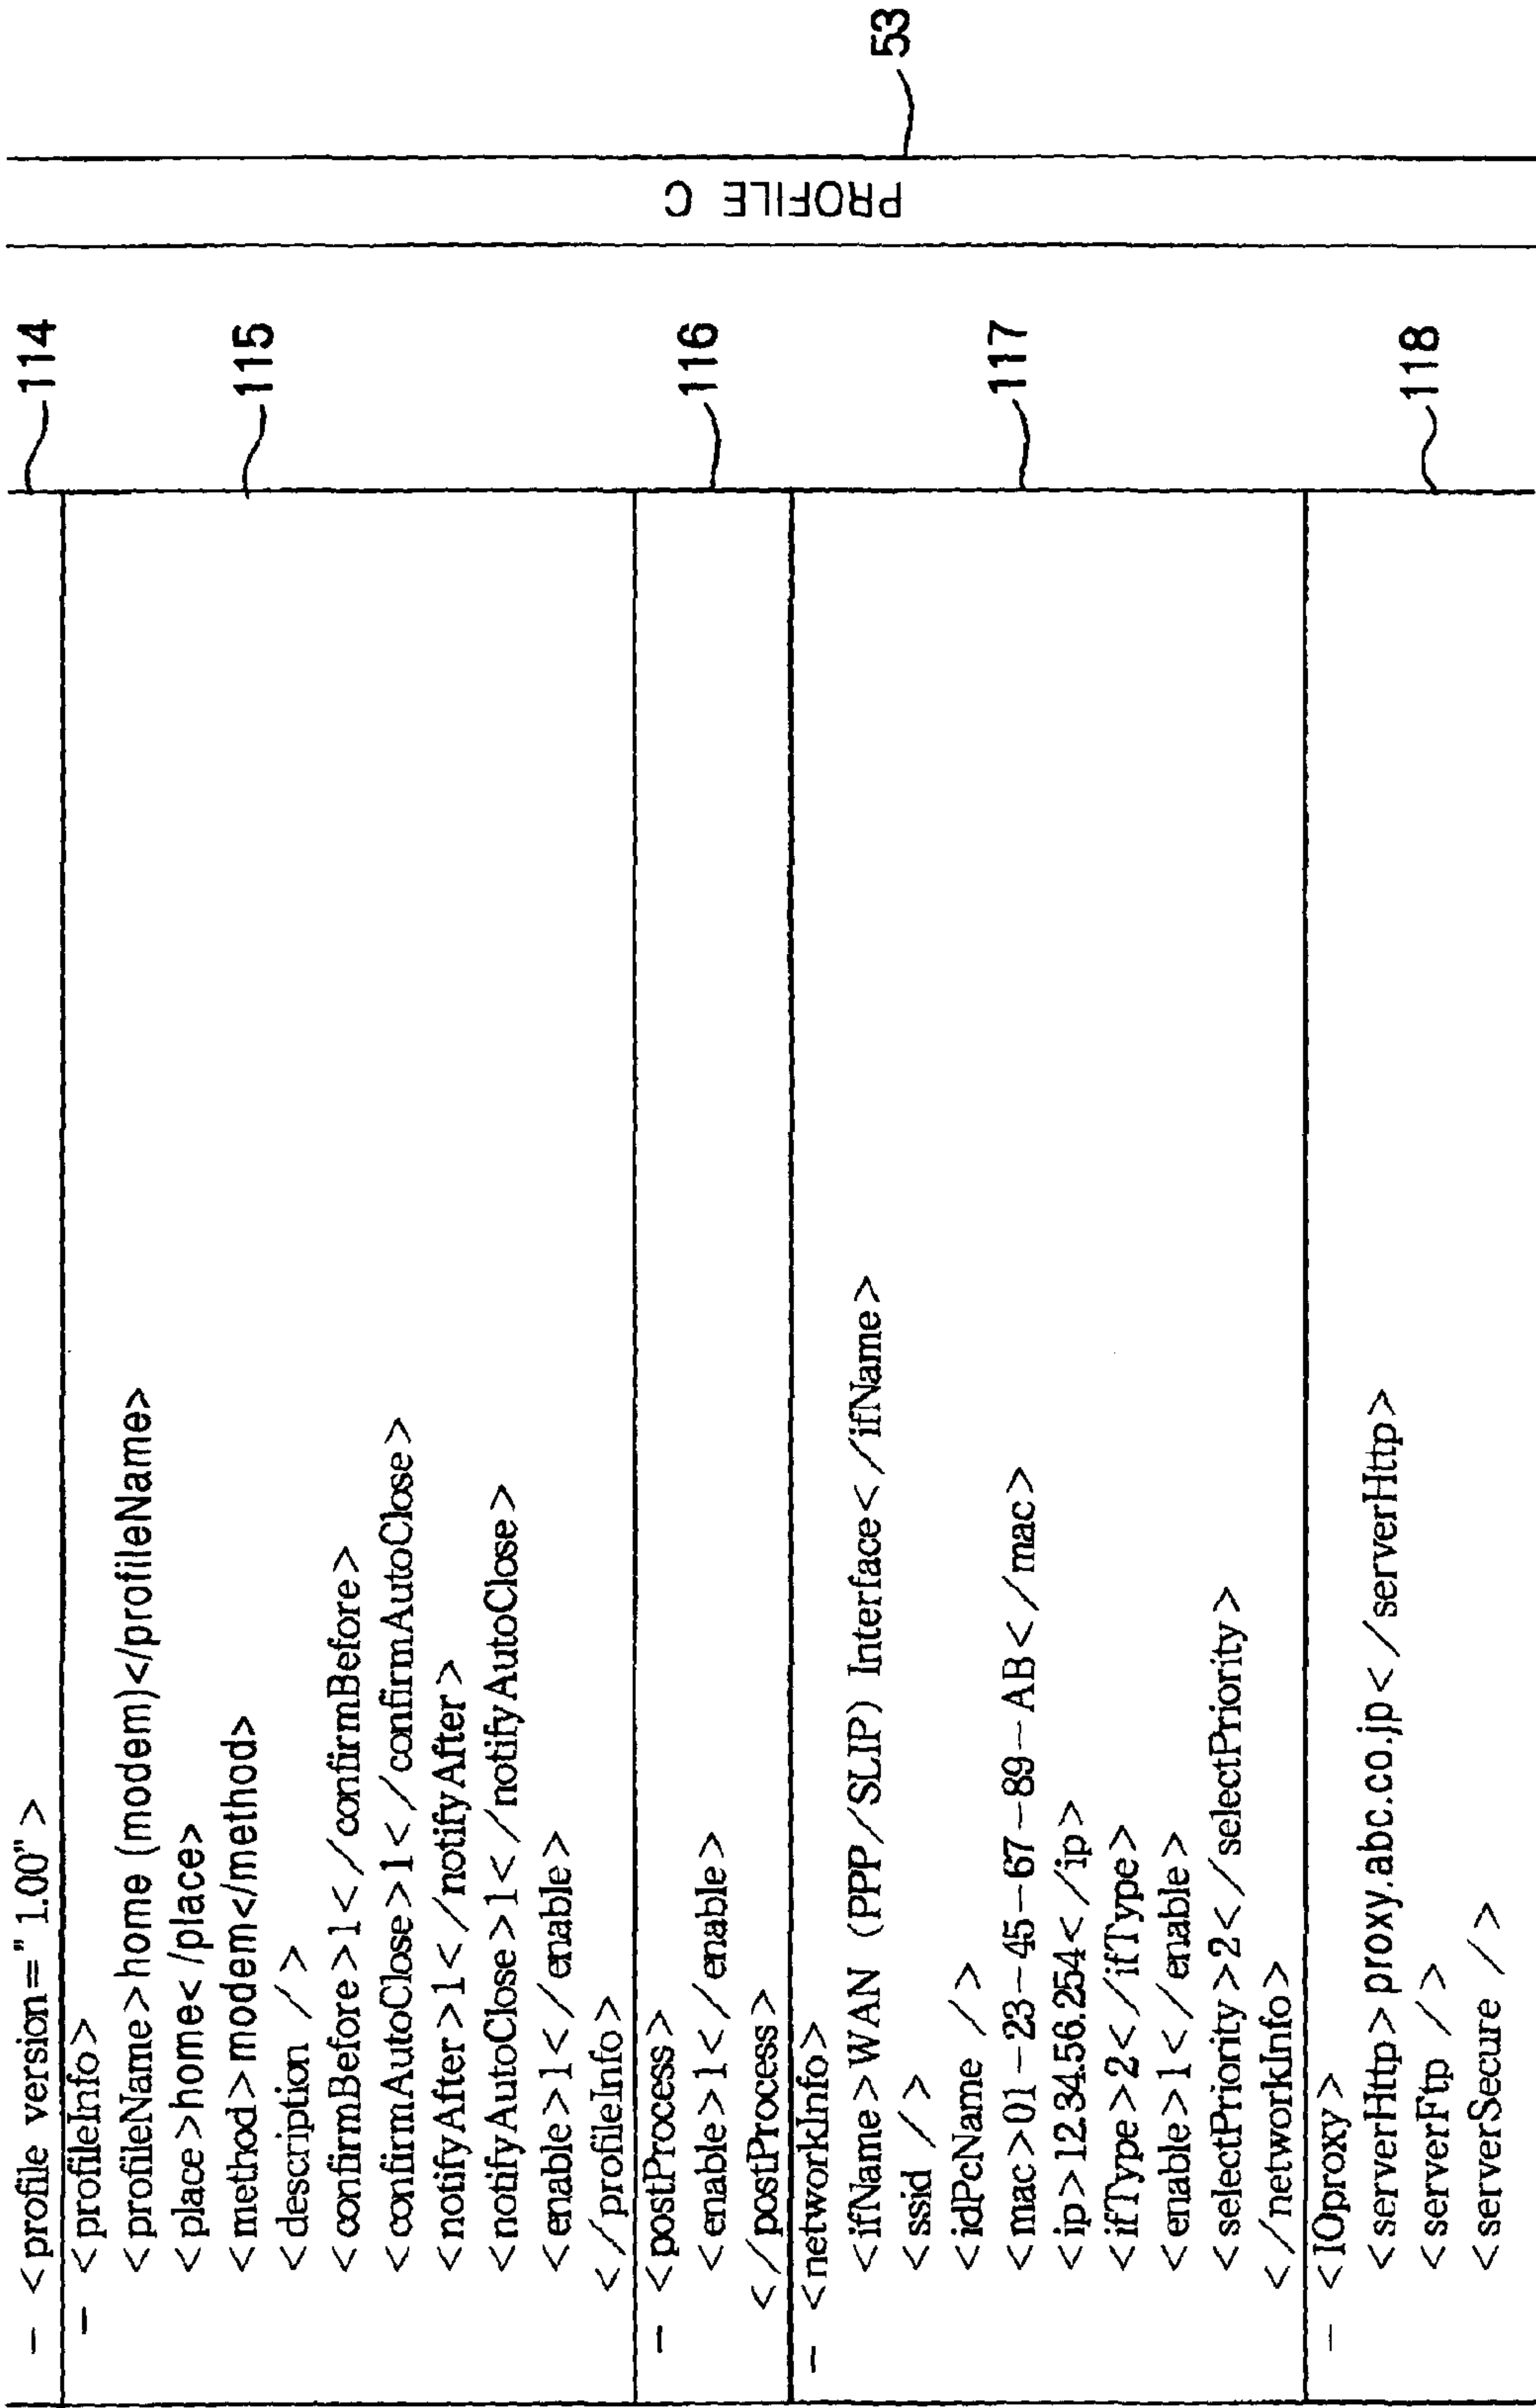 - <profile version="1.00"> 114
- <profileInfo>
<profileName>home (modem)</profileName>
<place>home</place>
<method>modem</method> 115
<description />
<confirmBefore>1</confirmBefore>
<confirmAutoClose>1</confirmAutoClose>
<notifyAfter>1</notifyAfter>
<notifyAutoClose>1</notifyAutoClose>
<enable>1</enable>
</profileInfo>
- <postProcess>
<enable>1</enable> 116
</postProcess>
- <networkInfo>
<ifName>WAN (PPP/SLIP) Interface</ifName>
<ssid />
<idPcName />
<mac>01-23-45-67-89-AB</mac> 117
<ip>12.34.56.254</ip>
<ifType>2</ifType>
<enable>1</enable>
<selectPriority>2</selectPriority>
</networkInfo>
- <IOproxy>
<serverHttp>proxy.abc.co.jp</serverHttp>
<serverFtp /> 118
<serverSecure />
PROFILE C 53